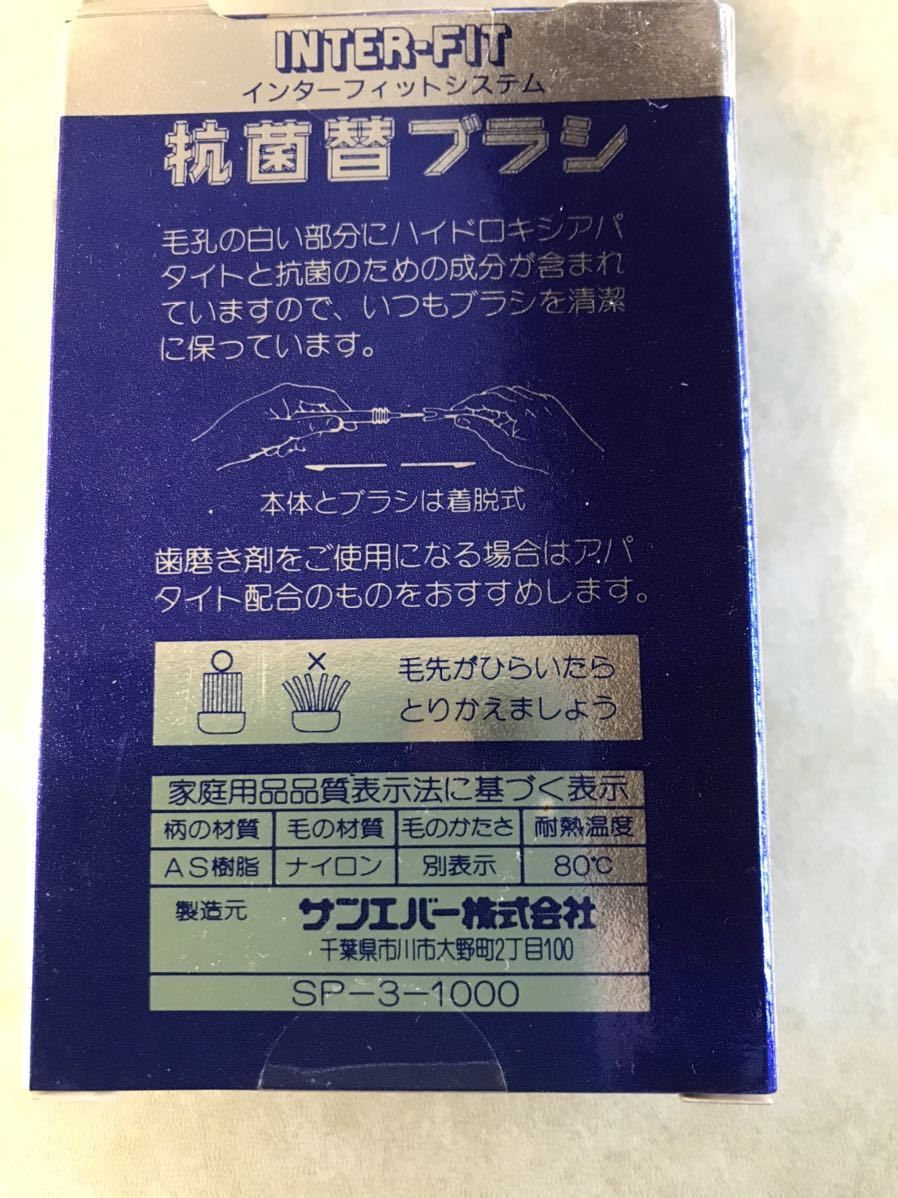 INTER-FIT
インターフィットシステム
抗菌替ブラシ
毛孔の白い部分にハイドロキシアパ
タイトと抗菌のための成分が含まれ
ていますので、いつもブラシを清潔
に保っています。
本体とブラシは着脱式
歯磨き剤をご使用になる場合はアパ
タイト配合のものをおすすめします。
○ × 毛先がひらいたら
とりかえましょう
家庭用品品質表示法に基づく表示
柄の材質 毛の材質 毛のかたさ 耐熱温度
AS樹脂 ナイロン 別表示 80℃
製造元 サンエバー株式会社
千葉県市川市大野町2丁目100
SP-3-1000